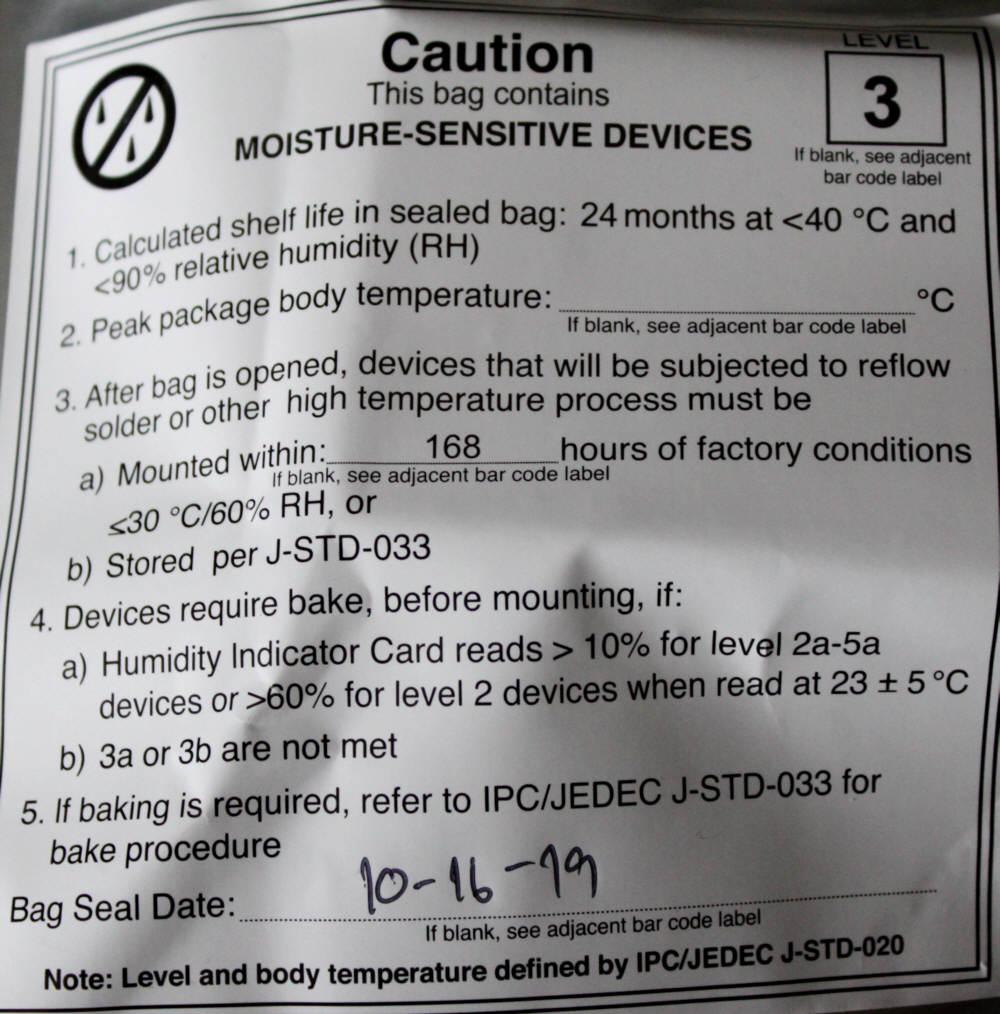 LEVEL
Caution
3
This bag contains
MOISTURE-SENSITIVE DEVICES
If blank, see adjacent
bar code label
1. Calculated shelf life in sealed bag: 24 months at <40 °C and
<90% relative humidity (RH)
2. Peak package body temperature: °C
If blank, see adjacent bar code label
3. After bag is opened, devices that will be subjected to reflow
solder or other high temperature process must be
a) Mounted within: 168 hours of factory conditions
If blank, see adjacent bar code label
≤30 °C/60% RH, or
b) Stored per J-STD-033
4. Devices require bake, before mounting, if:
a) Humidity Indicator Card reads > 10% for level 2a-5a
devices or >60% for level 2 devices when read at 23 ± 5 °C
b) 3a or 3b are not met
5. If baking is required, refer to IPC/JEDEC J-STD-033 for
bake procedure
Bag Seal Date: 10-16-19
If blank, see adjacent bar code label
Note: Level and body temperature defined by IPC/JEDEC J-STD-020